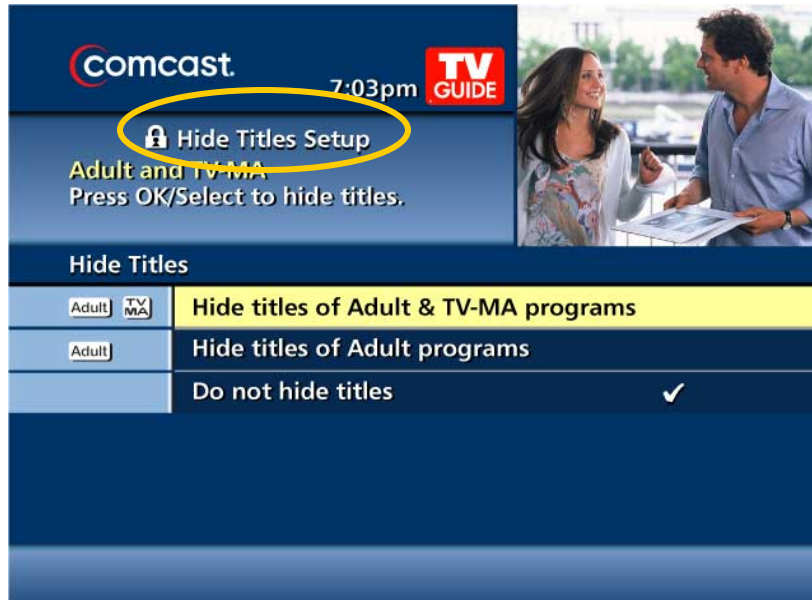 comcast.
7:03pm
TV
GUIDE
Hide Titles Setup
Adult and TV-MA
Press OK/Select to hide titles.
Hide Titles
Adult TV MA Hide titles of Adult & TV-MA programs
Adult Hide titles of Adult programs
Do not hide titles